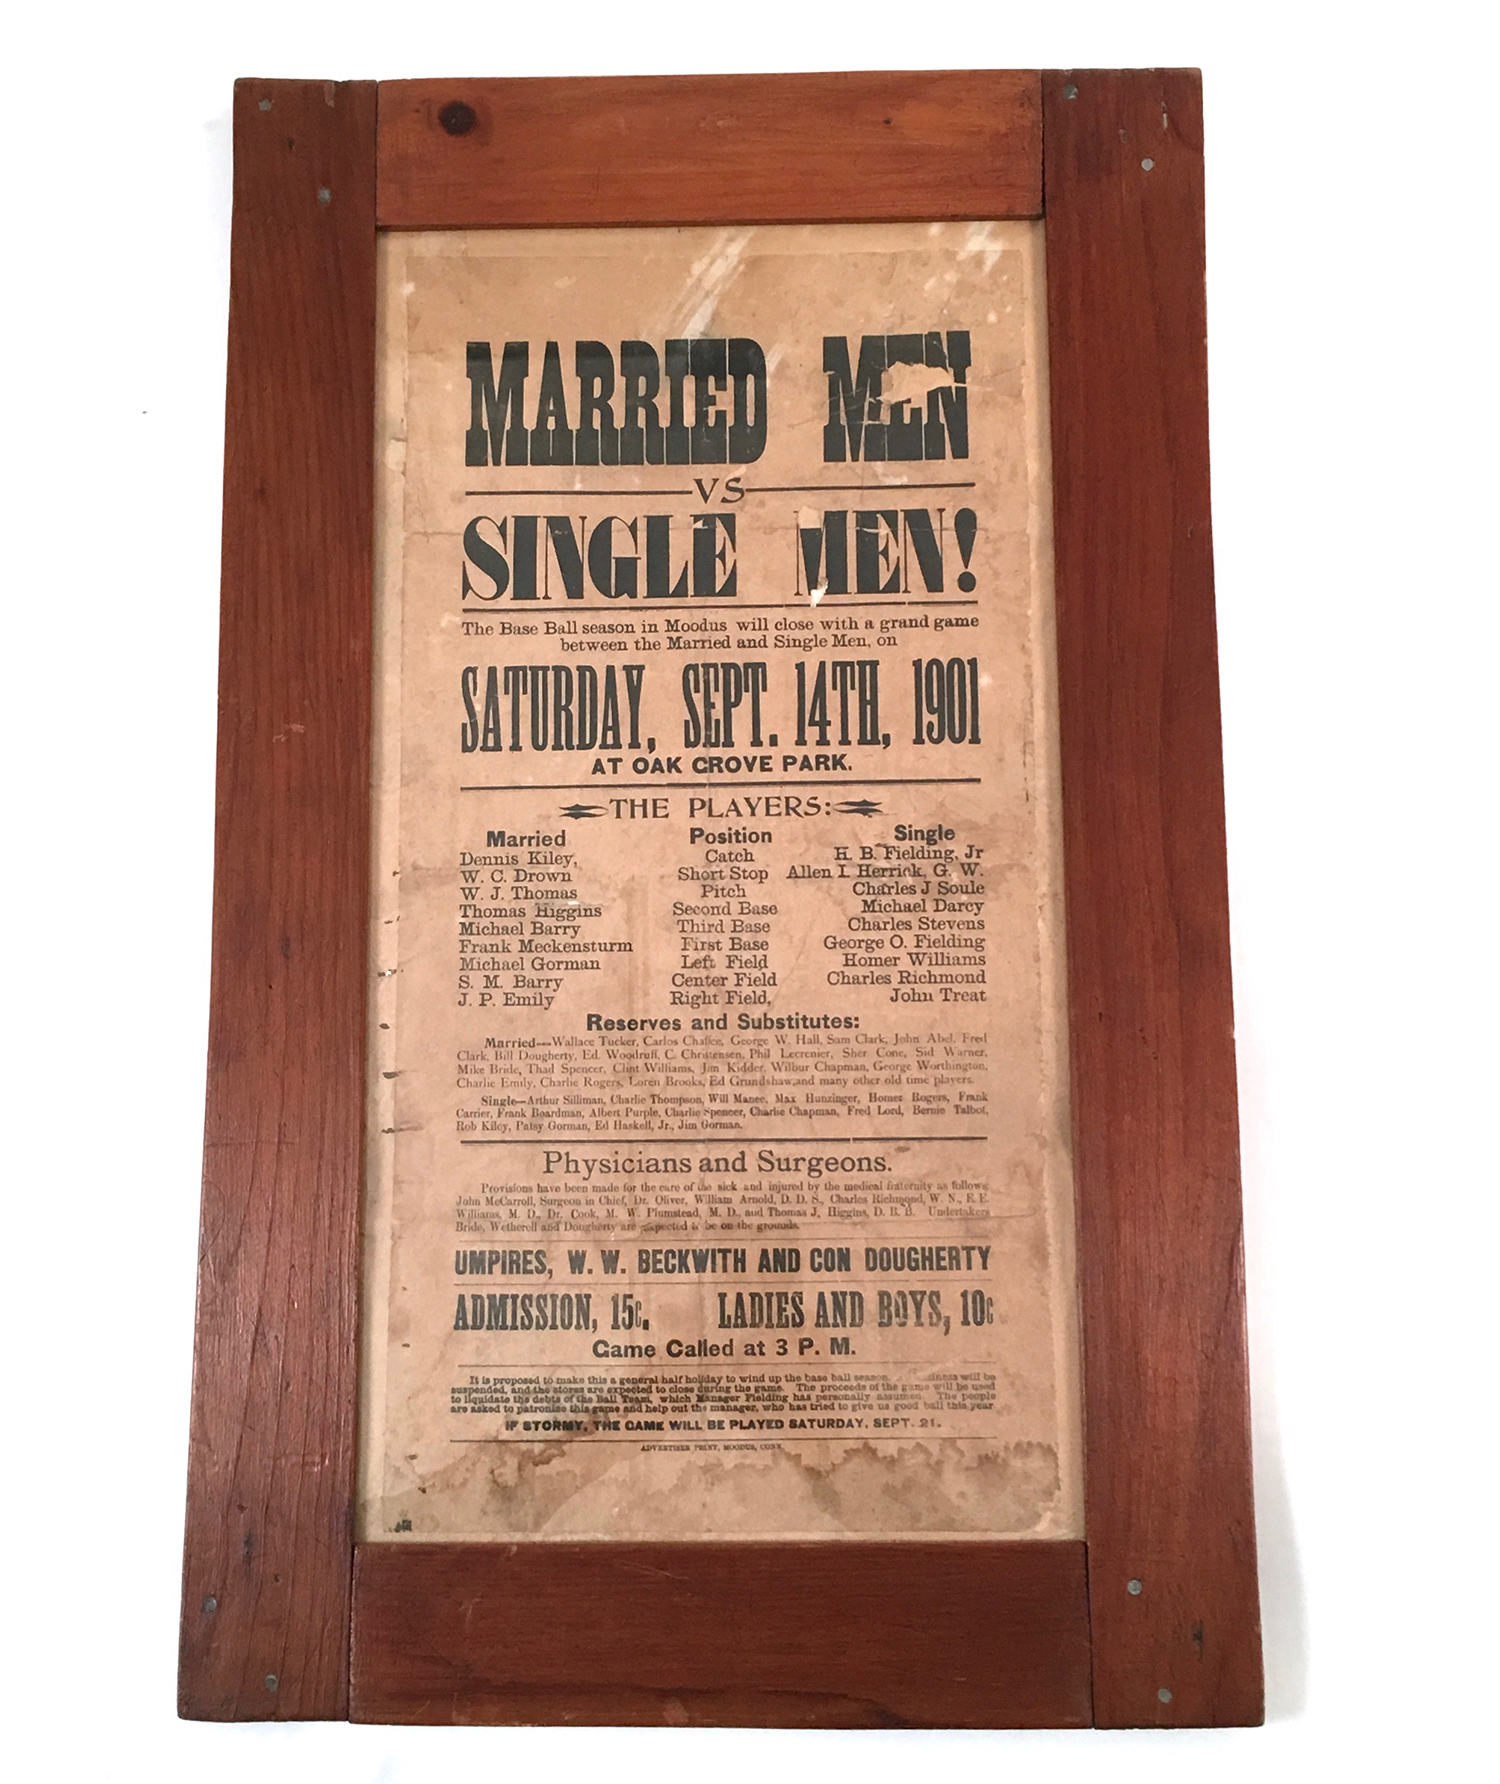 MARRIED MEN
VS
SINGLE MEN!
The Base Ball season in Moodus will close with a grand game
between the Married and Single Men, on
SATURDAY, SEPT. 14TH, 1901
AT OAK GROVE PARK.
THE PLAYERS:
Married Position Single
Dennis Kiley, Catch H. B. Fielding, Jr
W. C. Drown Short Stop Allen I. Herrick, G. W.
W. J. Thomas Pitch Charles J Soule
Thomas Higgins Second Base Michael Darcy
Michael Barry Third Base Charles Stevens
Frank Meckensturm First Base George O. Fielding
Michael Gorman Left Field Homer Williams
S. M. Barry Center Field Charles Richmond
J. P. Emily Right Field, John Treat
Reserves and Substitutes:
Married—Wallace Tucker, Carlos Chaffee, George W. Hall, Sam Clark, John Abel, Fred
Clark, Bill Dougherty, Ed. Woodruff, C. Christensen, Phil Lecrenier, Sher Cone, Sid Warner,
Mike Bride, Thad Spencer, Clint Williams, Jim Kidder, Wilbur Chapman, George Worthington,
Charlie Emily, Charlie Rogers, Loren Brooks, Ed Grundshaw, and many other old time players.
Single—Arthur Silliman, Charlie Thompson, Will Manee, Max Hunzinger, Homer Rogers, Frank
Carrier, Frank Boardman, Albert Purple, Charlie Spencer, Charlie Chapman, Fred Lord, Bernie Talbot,
Rob Kiley, Patsy Gorman, Ed Haskell, Jr., Jim Gorman.
Physicians and Surgeons.
Provisions have been made for the care of the sick and injured by the medical fraternity as follows:
John McCarroll, Surgeon in Chief, Dr. Oliver, William Arnold, D. D. S., Charles Richmond, W. N., F. E.
Williams, M. D., Dr. Cook, M. W. Plumstead, M. D., and Thomas J. Higgins, D. B. B. Undertakers
Bride, Wetherell and Dougherty are expected to be on the grounds.
UMPIRES, W. W. BECKWITH AND CON DOUGHERTY
ADMISSION, 15c. LADIES AND BOYS, 10c
Game Called at 3 P. M.
It is proposed to make this a general half holiday to wind up the base ball season. will be
suspended, and the stores are expected to close during the game. The proceeds of the game will be used
to liquidate the debts of the Ball Team, which Manager Fielding has personally assumed. The people
are asked to patronize this game and help out the manager, who has tried to give us good ball this year
IF STORMY, THE GAME WILL BE PLAYED SATURDAY, SEPT. 21.
ADVERTISER PRINT, MOODUS, CONN.